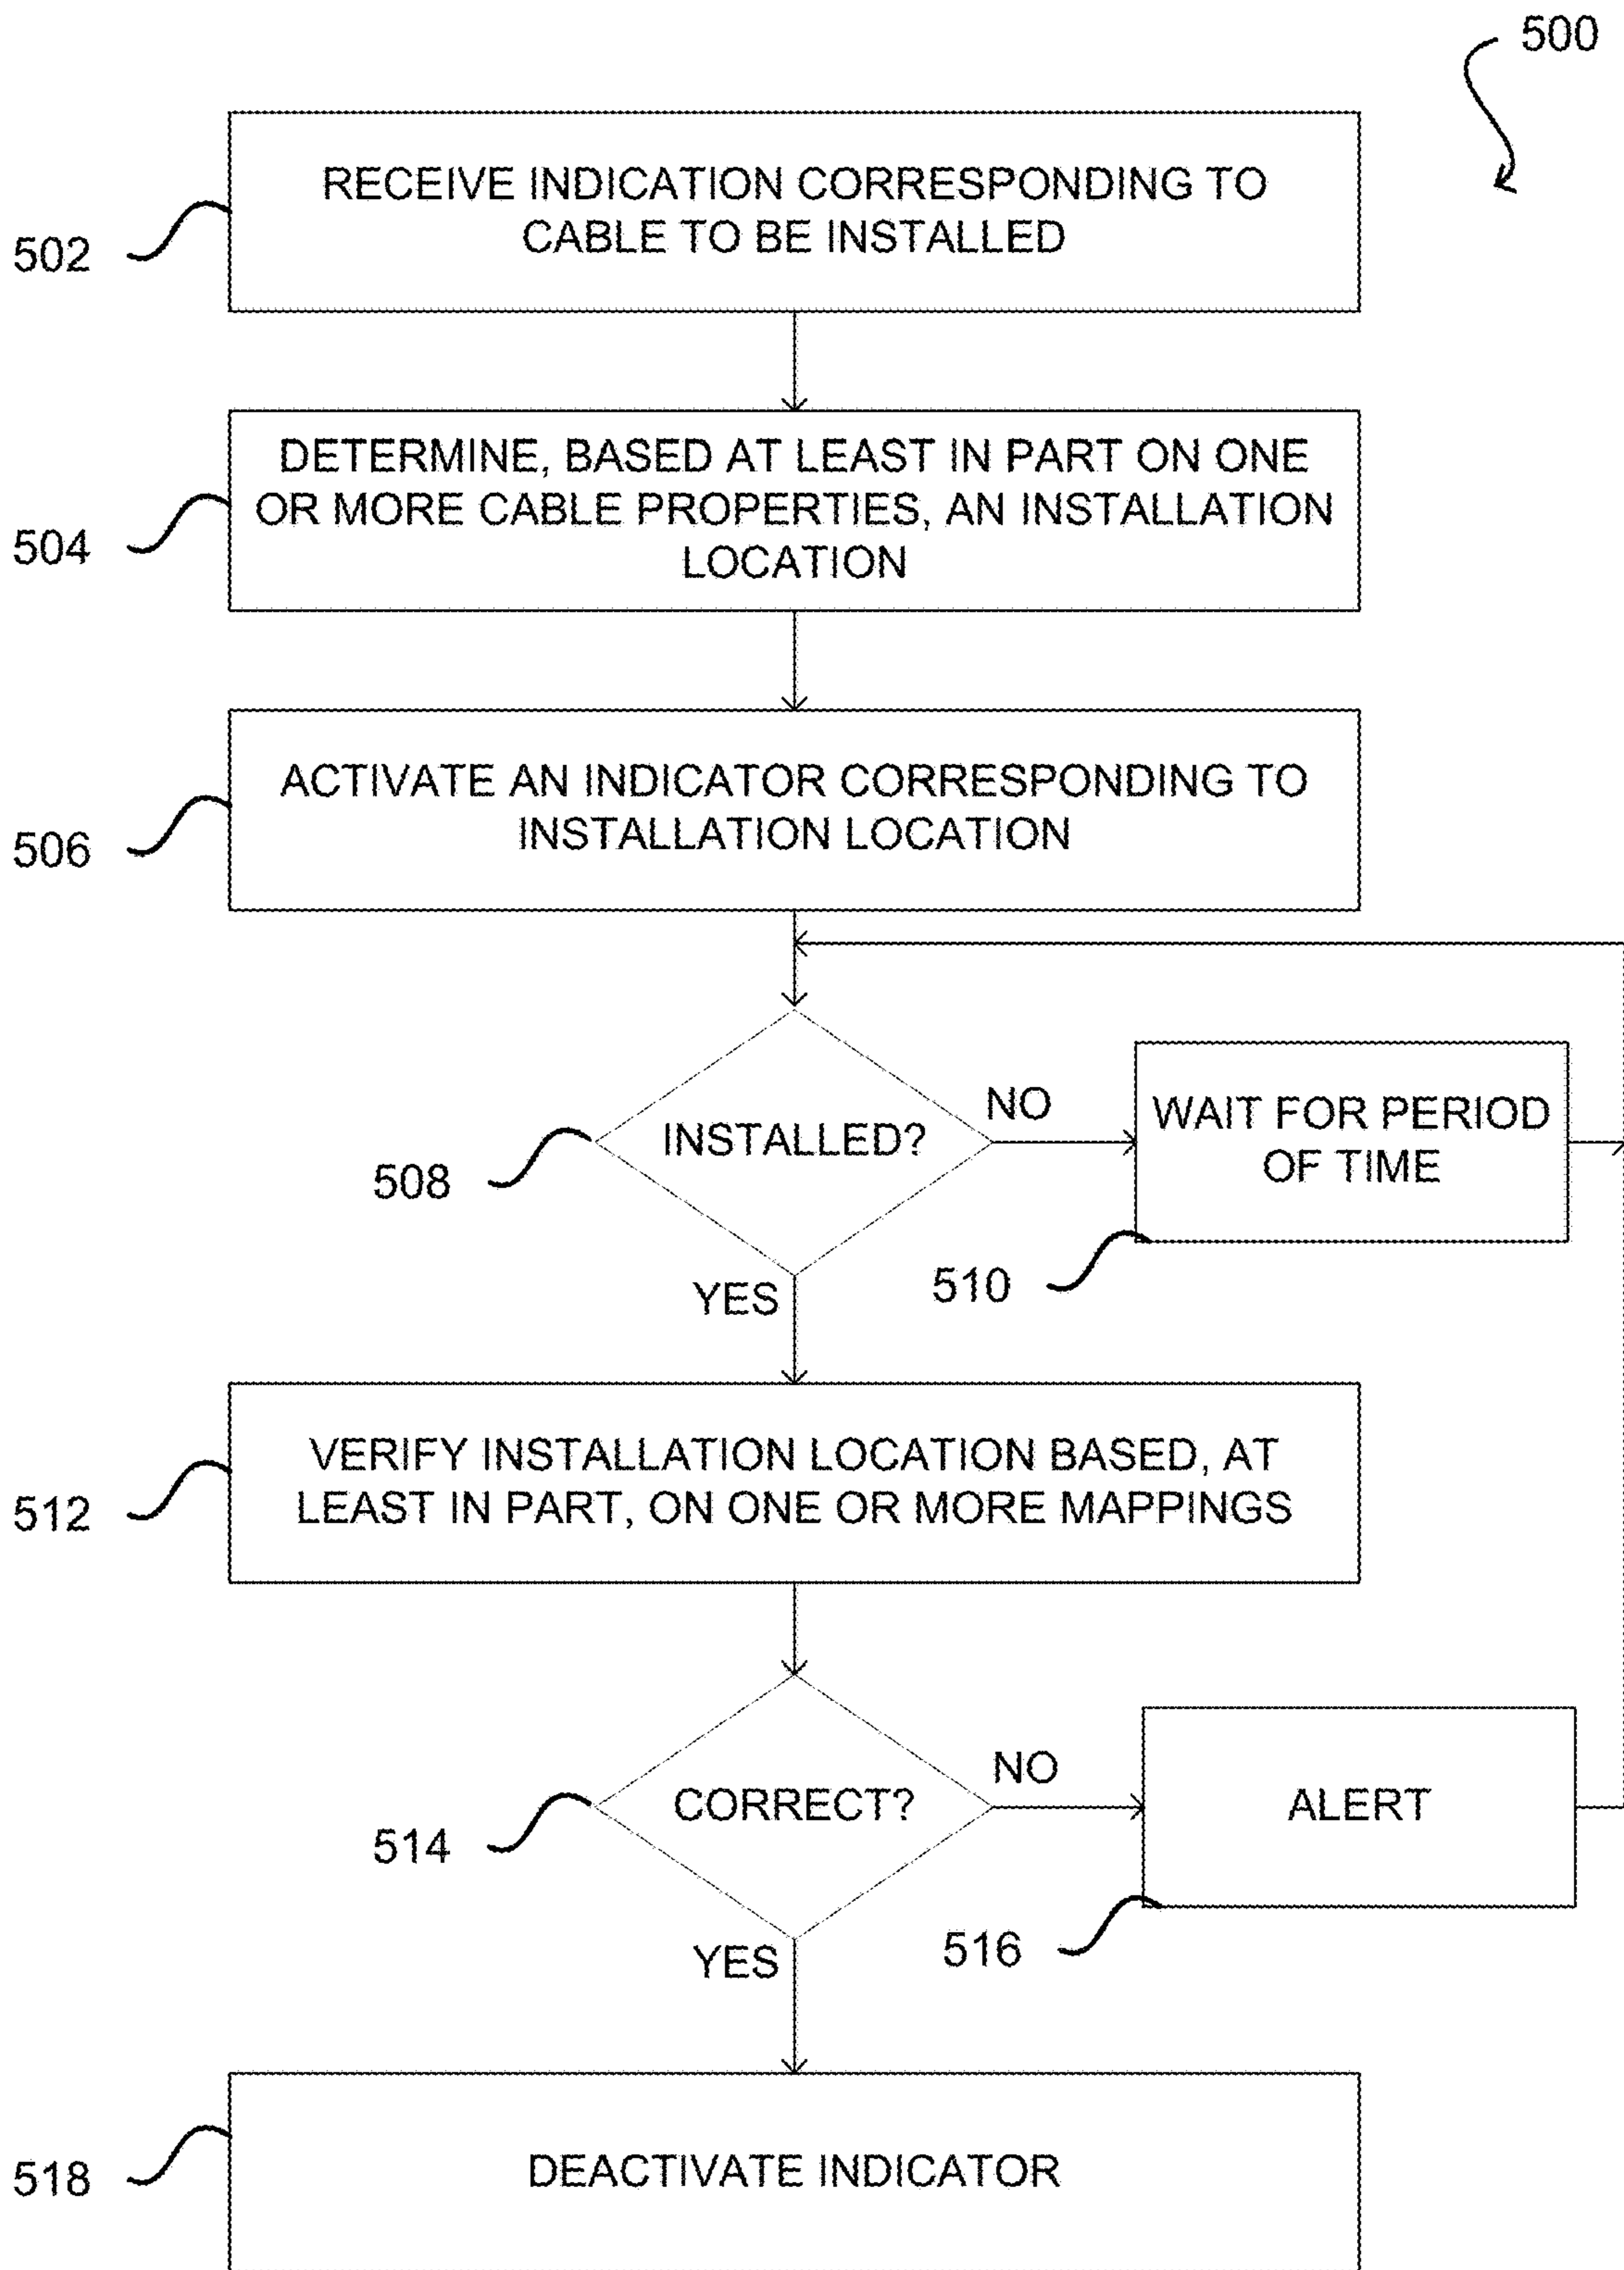 500
502
RECEIVE INDICATION CORRESPONDING TO
CABLE TO BE INSTALLED
504
DETERMINE, BASED AT LEAST IN PART ON ONE
OR MORE CABLE PROPERTIES, AN INSTALLATION
LOCATION
506
ACTIVATE AN INDICATOR CORRESPONDING TO
INSTALLATION LOCATION
508
INSTALLED?
NO
WAIT FOR PERIOD
OF TIME
510
YES
512
VERIFY INSTALLATION LOCATION BASED, AT
LEAST IN PART, ON ONE OR MORE MAPPINGS
514
CORRECT?
NO
ALERT
516
YES
518
DEACTIVATE INDICATOR